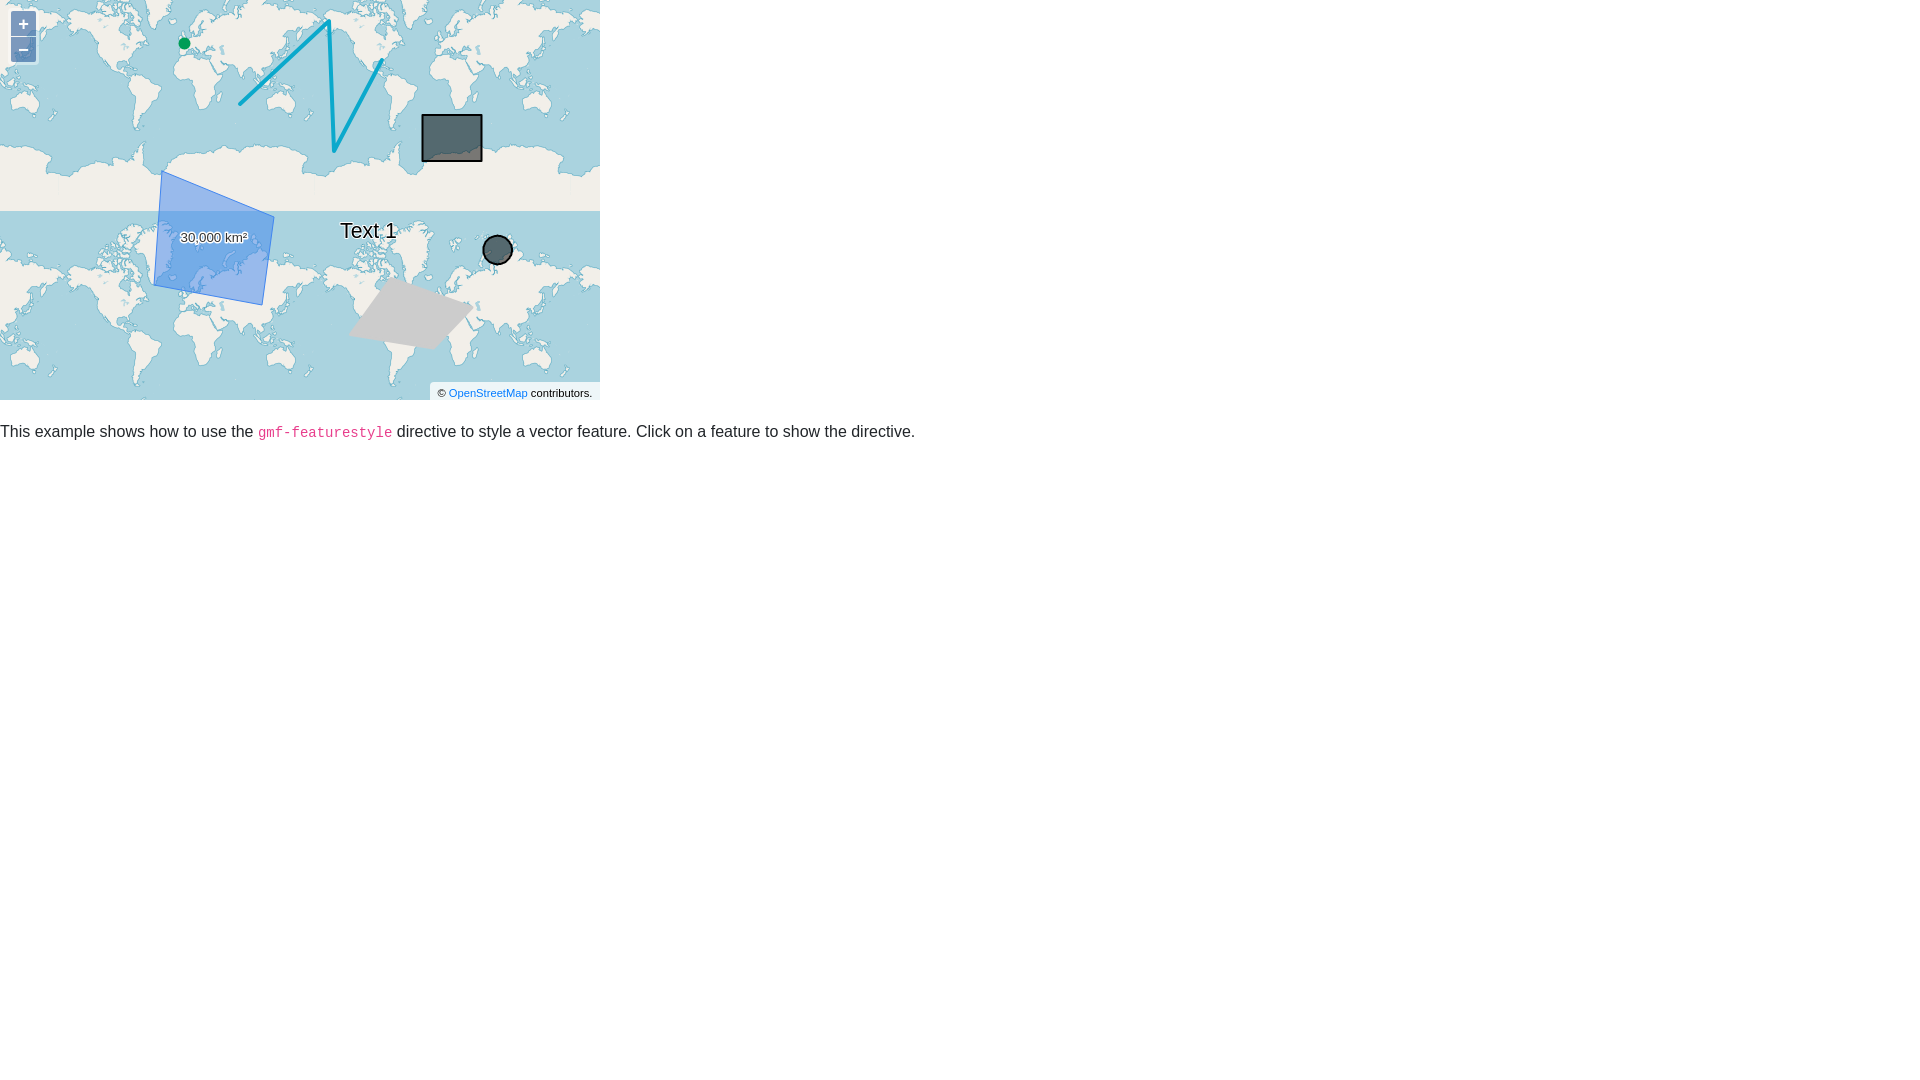 +
−
Text 1
30,000 km²
© OpenStreetMap contributors.
This example shows how to use the gmf-featurestyle directive to style a vector feature. Click on a feature to show the directive.